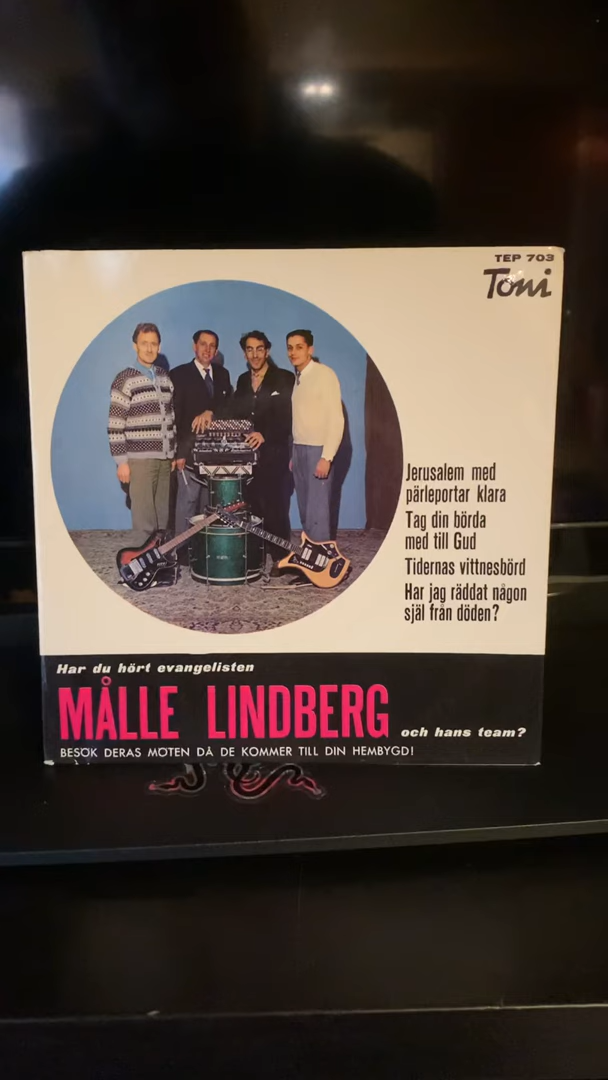 TEP 703
Toni
Jerusalem med
pärleportar klara
Tag din börda
med till Gud
Tidernas vittnesbörd
Har jag räddat någon
själ från döden?
Har du hört evangelisten
MÅLLE LINDBERG och hans team?
BESÖK DERAS MÖTEN DÅ DE KOMMER TILL DIN HEMBYGD!